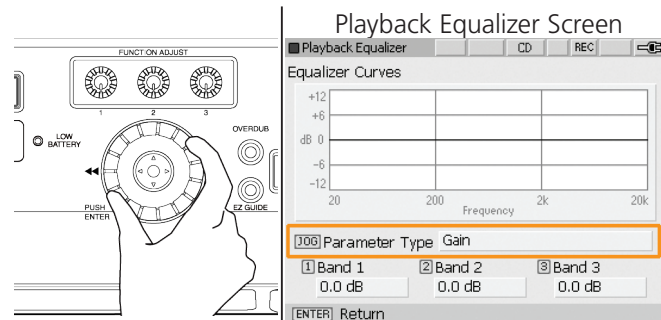 FUNCTION ADJUST
1 2 3
LOW
BATTERY
OVERDUB
PUSH
ENTER
EZ GUIDE
Playback Equalizer Screen
Playback Equalizer CD REC
Equalizer Curves
+12
+6
dB 0
-6
-12
20 200 2k 20k
Frequency
JOG Parameter Type Gain
1 Band 1 2 Band 2 3 Band 3
0.0 dB 0.0 dB 0.0 dB
ENTER Return